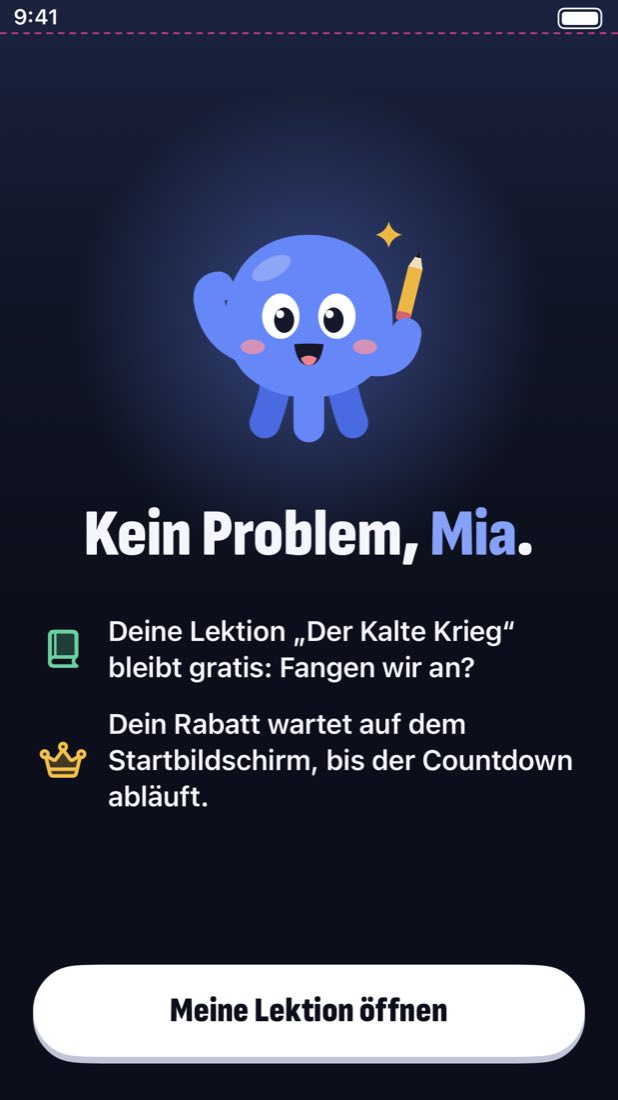 9:41
Kein Problem, Mia.
Deine Lektion „Der Kalte Krieg“
bleibt gratis: Fangen wir an?
Dein Rabatt wartet auf dem
Startbildschirm, bis der Countdown
abläuft.
Meine Lektion öffnen